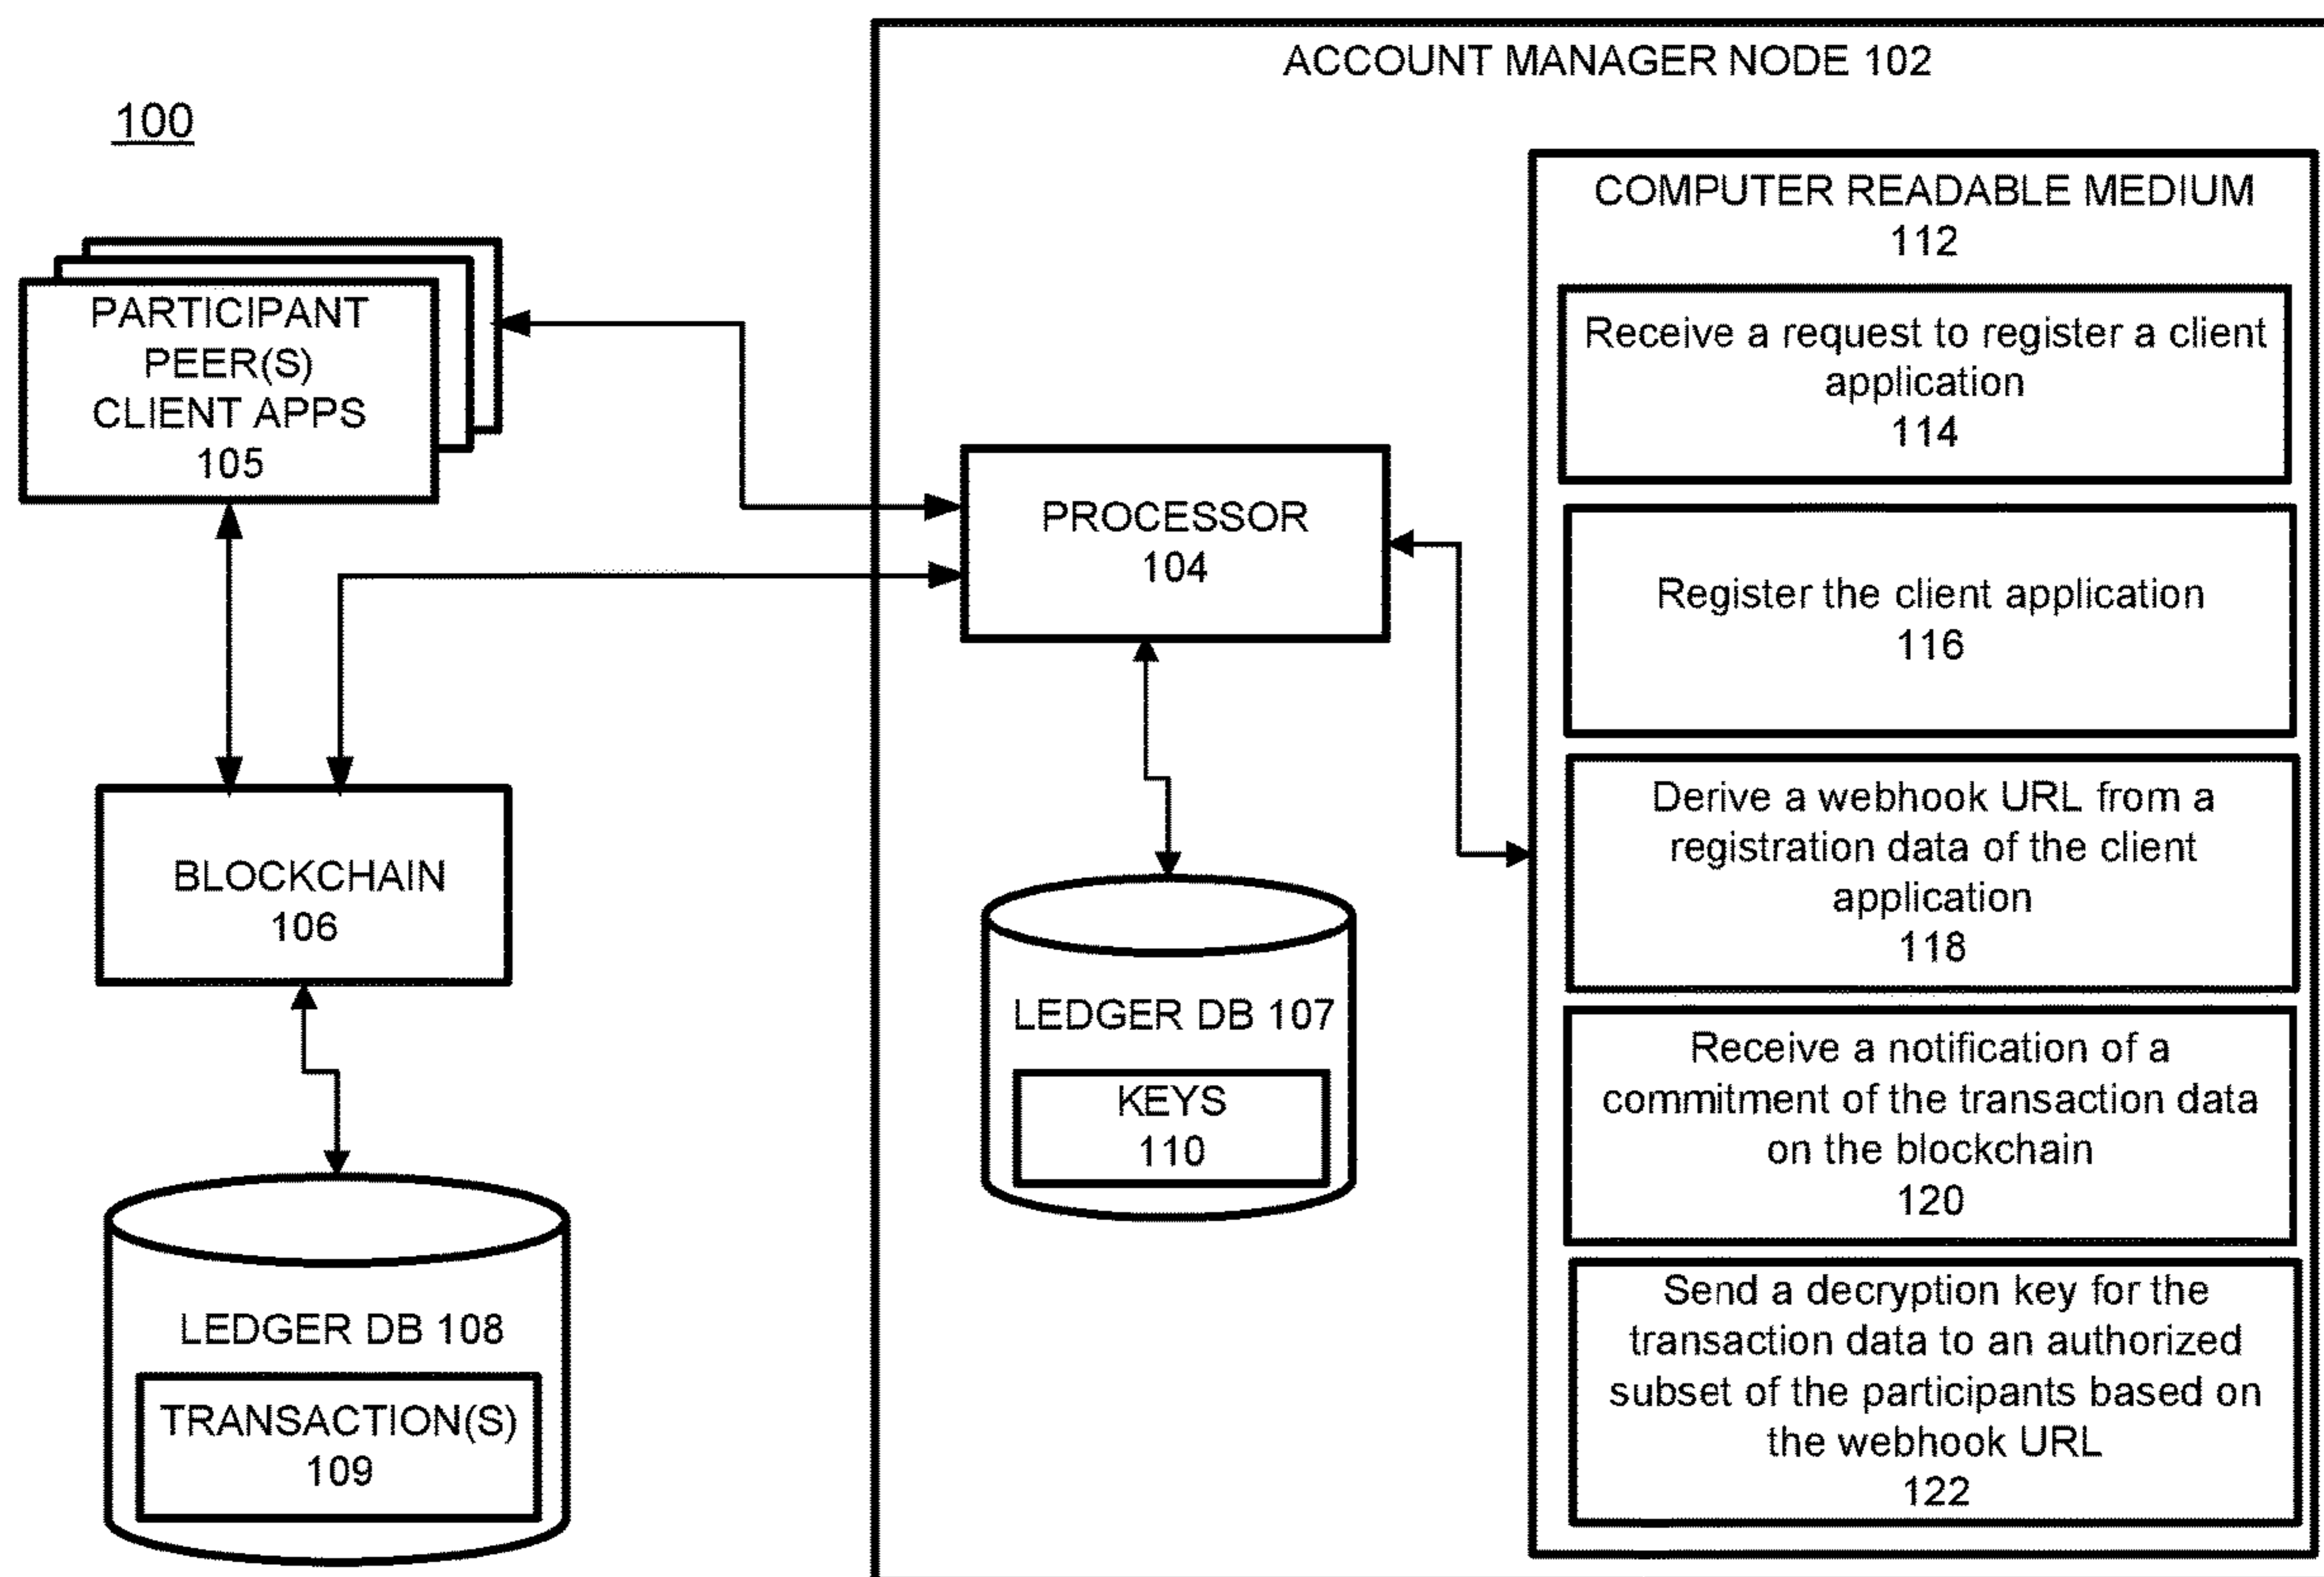 100
ACCOUNT MANAGER NODE 102
PARTICIPANT
PEER(S)
CLIENT APPS
105
BLOCKCHAIN
106
LEDGER DB 108
TRANSACTION(S)
109
PROCESSOR
104
LEDGER DB 107
KEYS
110
COMPUTER READABLE MEDIUM
112
Receive a request to register a client
application
114
Register the client application
116
Derive a webhook URL from a
registration data of the client
application
118
Receive a notification of a
commitment of the transaction data
on the blockchain
120
Send a decryption key for the
transaction data to an authorized
subset of the participants based on
the webhook URL
122